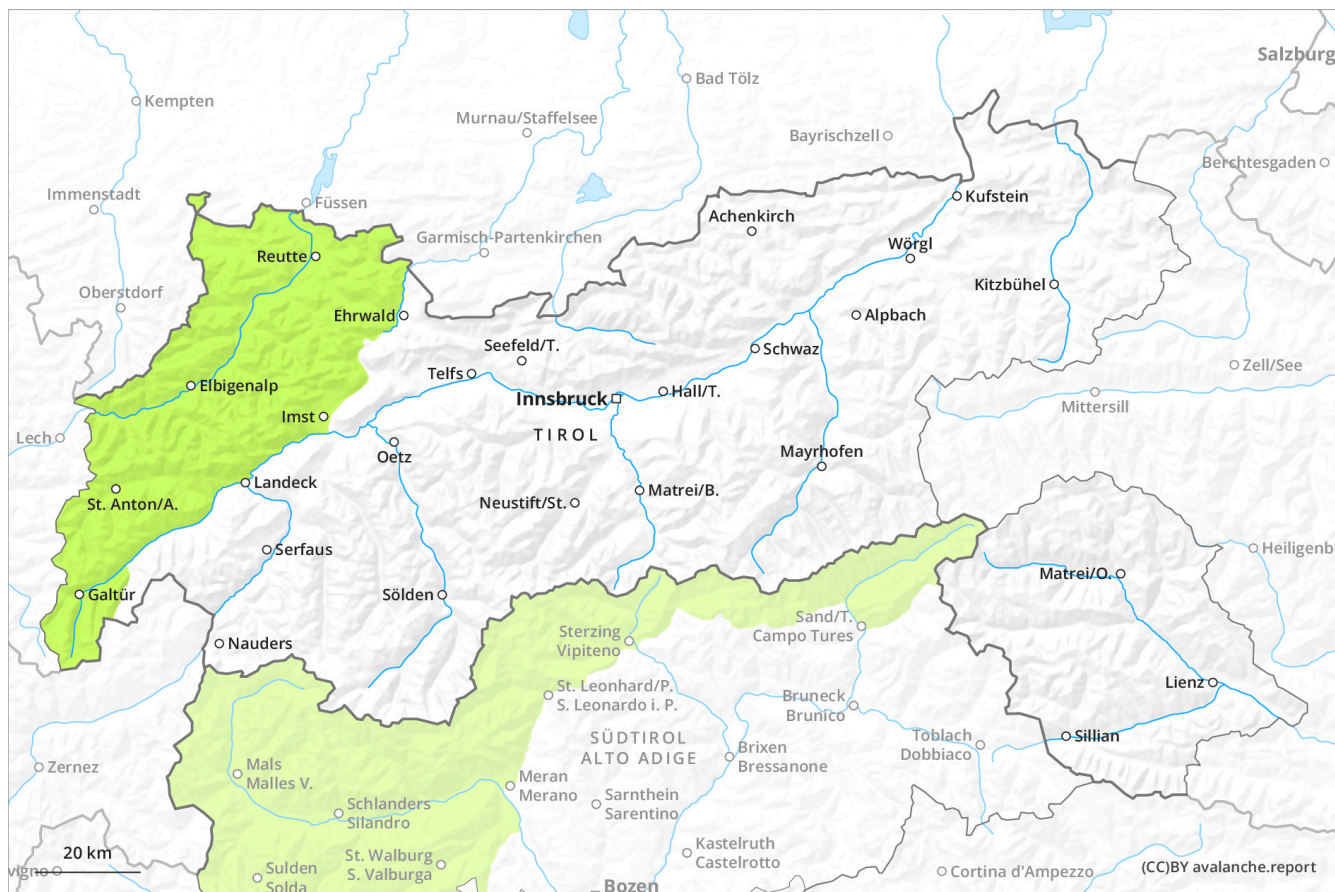 Salzburg
Bad Tölz
Kempten
Murnau/Staffelsee
Bayrischzell
Berchtesgaden
Immenstadt
Füssen
Kufstein
Achenkirch
Garmisch-Partenkirchen
Wörgl
Reutte
Oberstdorf
Kitzbühel
Ehrwald
Alpbach
Seefeld/T.
Schwaz
Zell/See
Telfs
Elbigenalp
Innsbruck
Hall/T.
Mittersill
Imst
Lech
TIROL
Oetz
Mayrhofen
Landeck
St. Anton/A.
Neustift/St.
Matrei/B.
Serfaus
Heiligenb
Matrei/O.
Galtür
Sölden
Sand/T.
Campo Tures
Sterzing
Vipiteno
Nauders
Lienz
St. Leonhard/P.
S. Leonardo i. P.
Bruneck
Brunico
SÜDTIROL
ALTO ADIGE
Sillian
Toblach
Dobbiaco
Brixen
Bressanone
Zernez
Mals
Malles V.
Meran
Merano
Schlanders
Silandro
Sarnthein
Sarentino
Kastelruth
Castelrotto
20 km
St. Walburg
S. Valburga
vigno
Sulden
Solda
Cortina d'Ampezzo
(CC)BY avalanche.report
Bozen